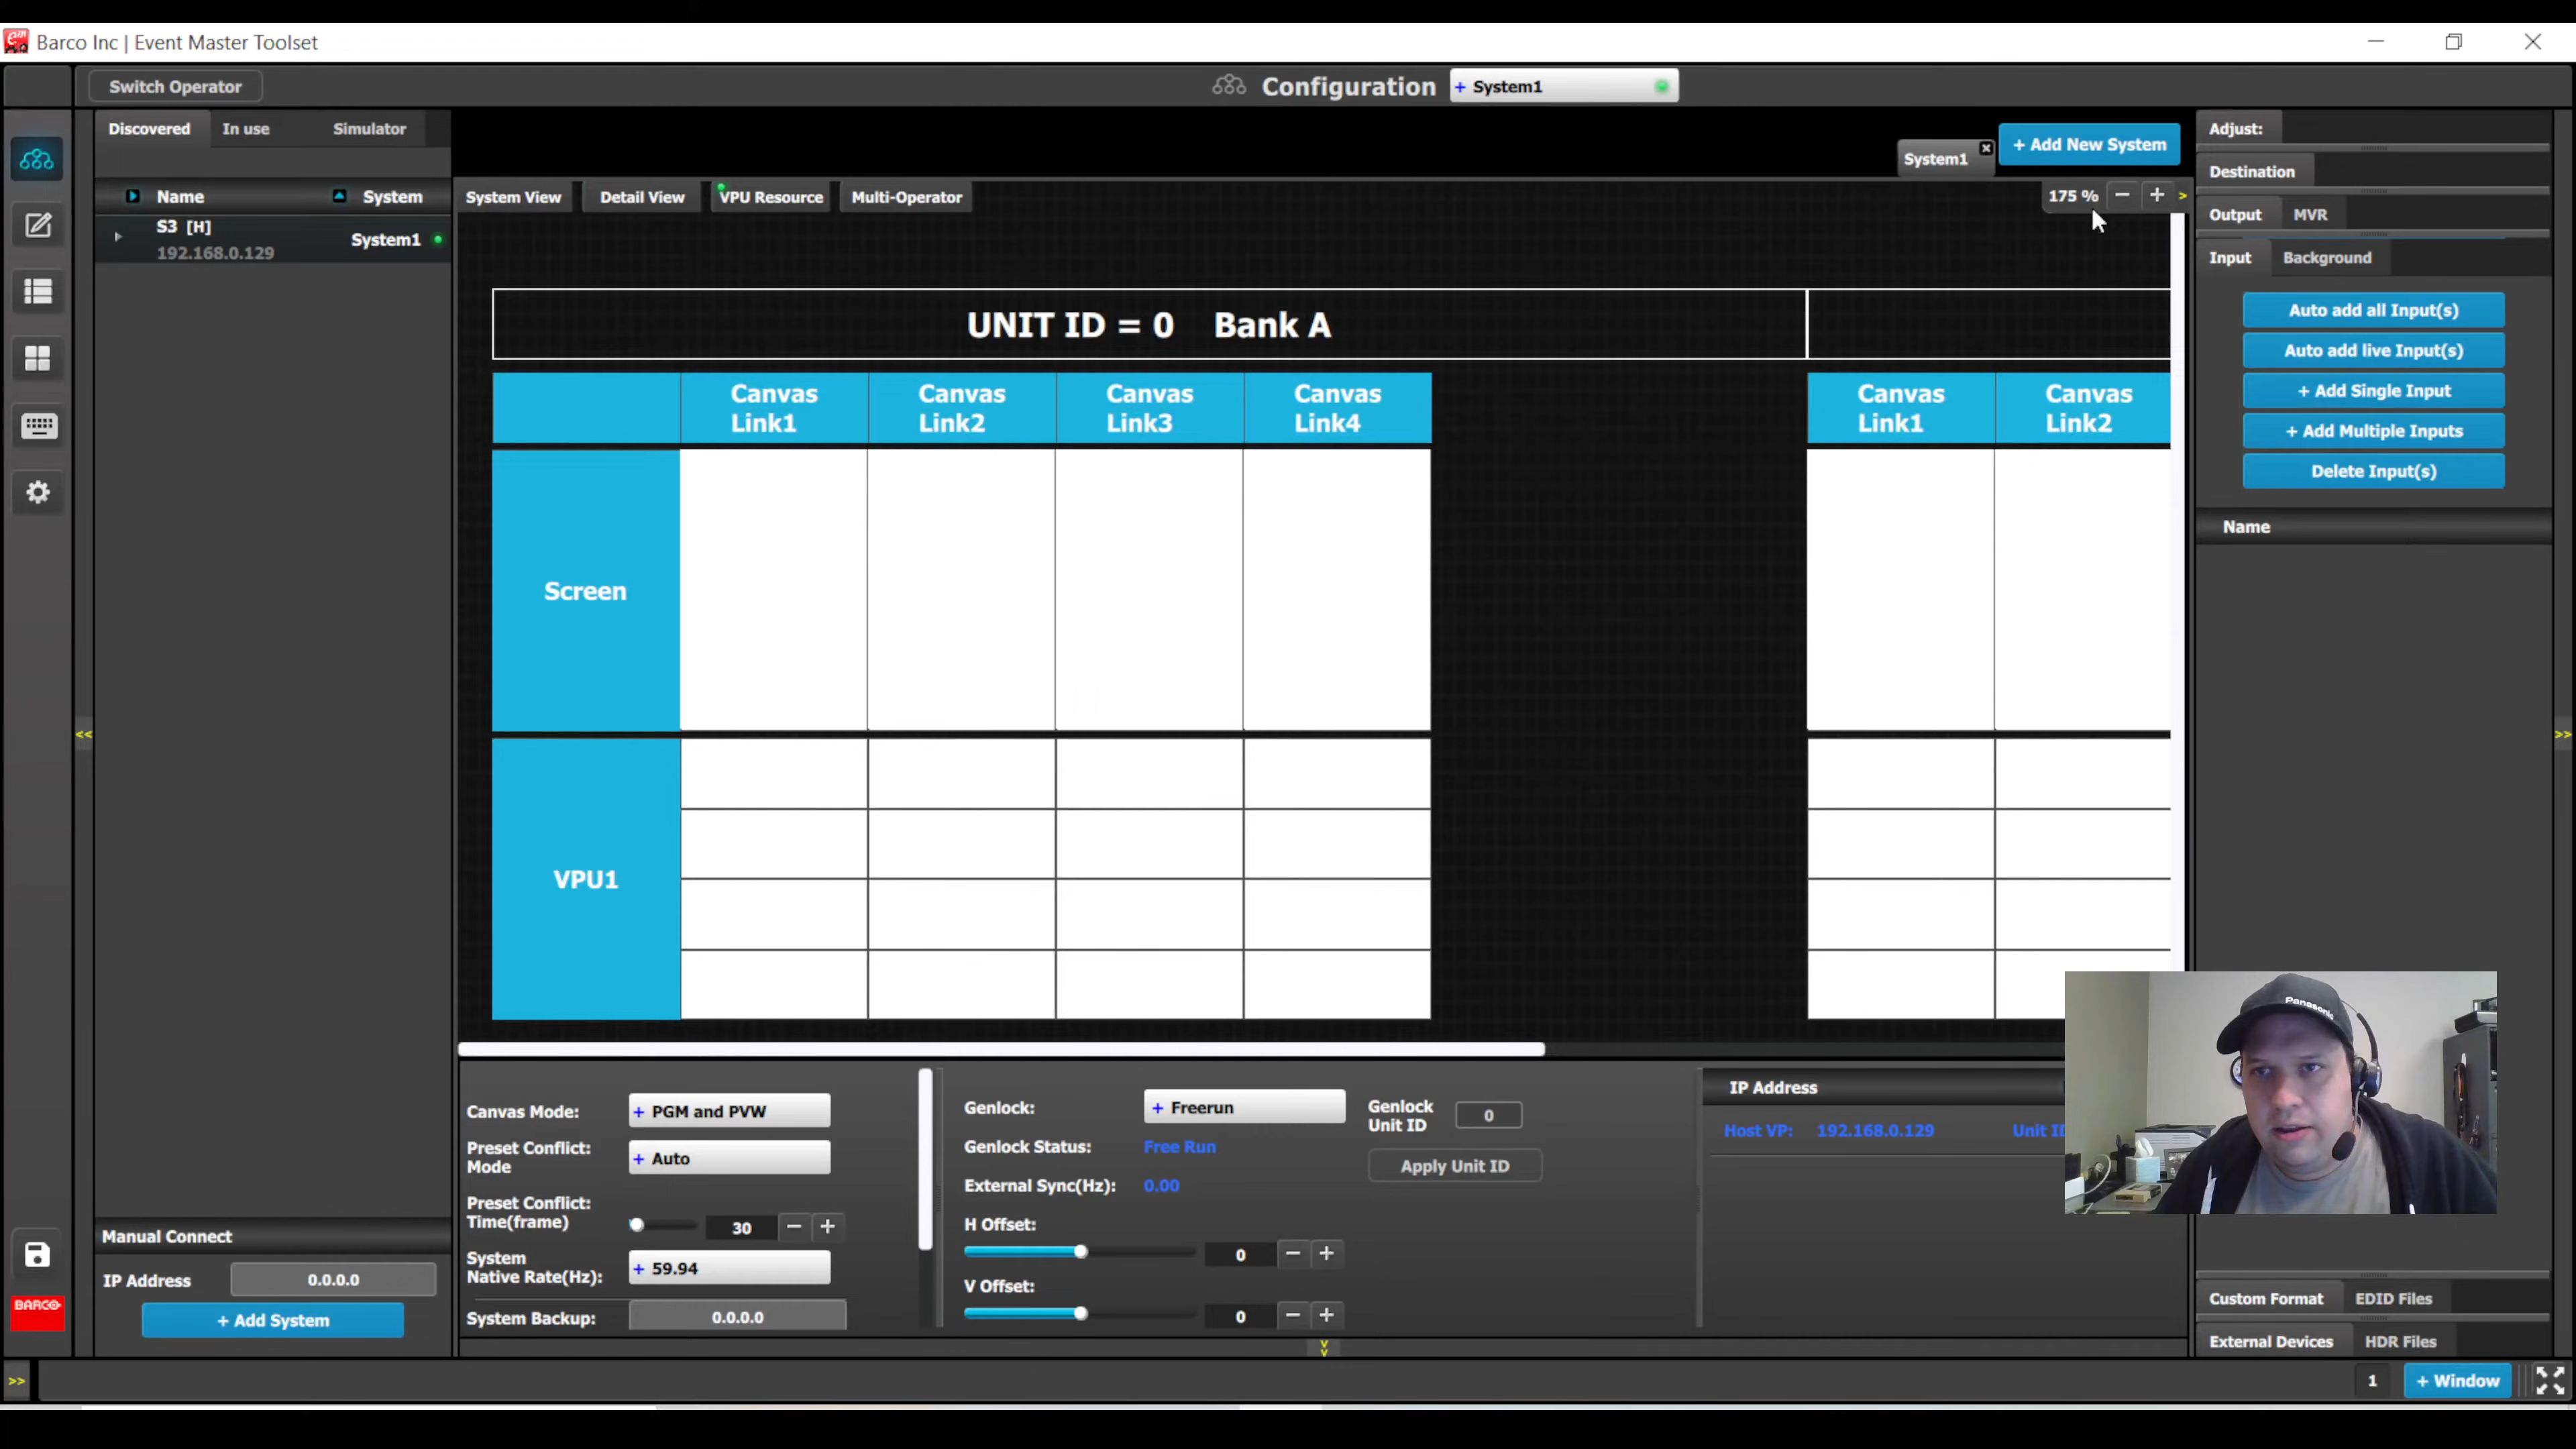 Barco Inc | Event Master Toolset
Switch Operator
Configuration
+ System1
Discovered
In use
Simulator
System1
+ Add New System
Adjust:
Name
System
System View
Detail View
VPU Resource
Multi-Operator
175 %
Destination
S3 [H]
192.168.0.129
System1
Output
MVR
Input
Background
Auto add all Input(s)
Auto add live Input(s)
+ Add Single Input
+ Add Multiple Inputs
Delete Input(s)
Name
UNIT ID = 0 Bank A
Canvas
Link1
Canvas
Link2
Canvas
Link3
Canvas
Link4
Canvas
Link1
Canvas
Link2
Screen
VPU1
<<
>>
Canvas Mode:
+ PGM and PVW
Preset Conflict:
Mode
+ Auto
Preset Conflict:
Time(frame)
30
System
Native Rate(Hz):
+ 59.94
System Backup:
0.0.0.0
Genlock:
+ Freerun
Genlock
Unit ID
0
Genlock Status:
Free Run
Apply Unit ID
External Sync(Hz):
0.00
H Offset:
0
V Offset:
0
IP Address
Host VP: 192.168.0.129
Unit ID
Panasonic
Manual Connect
IP Address
0.0.0.0
+ Add System
BARCO
Custom Format
EDID Files
External Devices
HDR Files
>>
1
+ Window